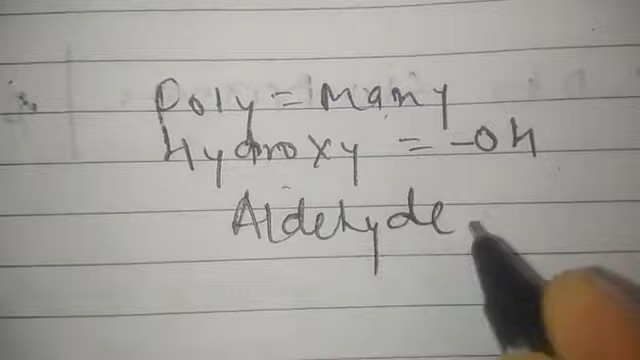 Poly = Many
Hydroxy = -OH
Aldehyde